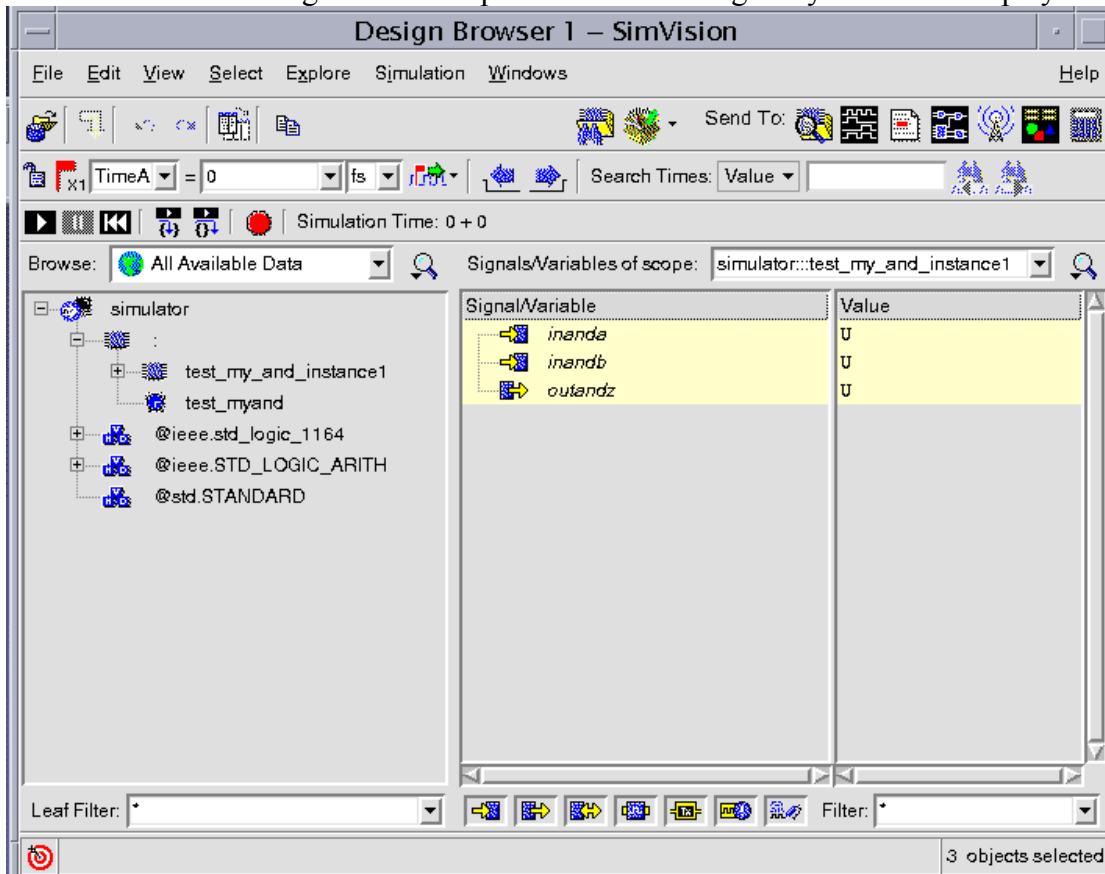 Design Browser 1 – SimVision
File Edit View Select Explore Simulation Windows Help
Send To:
X1 TimeA = 0 fs Search Times: Value
Simulation Time: 0 + 0
Browse: All Available Data Signals/Variables of scope: simulator:::test_my_and_instance1
simulator Signal/Variable Value
: inanda U
test_my_and_instance1 inandb U
test_myand outandz U
@ieee.std_logic_1164
@ieee.STD_LOGIC_ARITH
@std.STANDARD
Leaf Filter: * Filter: *
3 objects selected